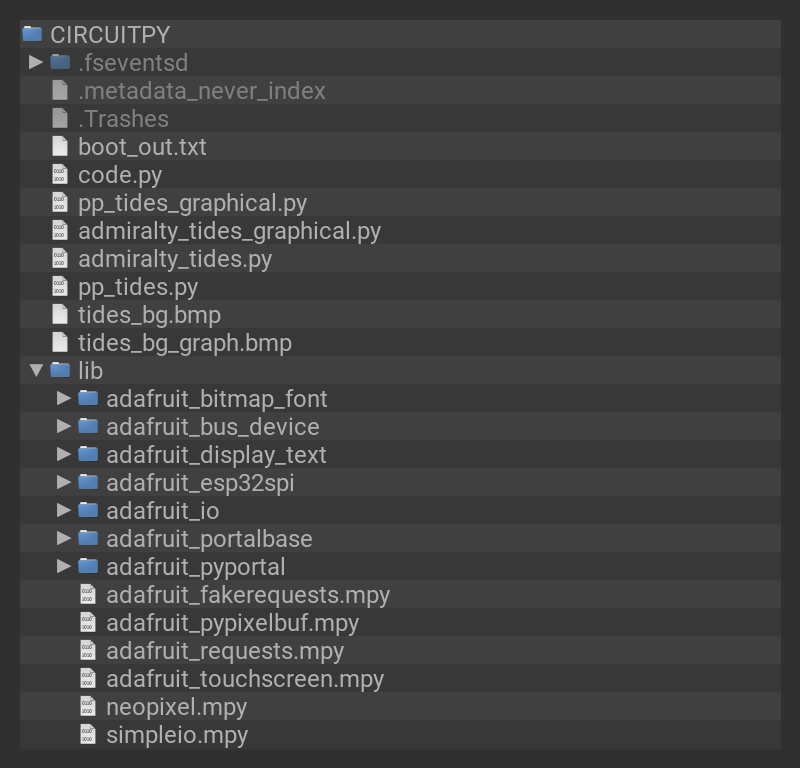 CIRCUITPY
.fseventsd
.metadata_never_index
.Trashes
boot_out.txt
code.py
pp_tides_graphical.py
admiralty_tides_graphical.py
admiralty_tides.py
pp_tides.py
tides_bg.bmp
tides_bg_graph.bmp
lib
adafruit_bitmap_font
adafruit_bus_device
adafruit_display_text
adafruit_esp32spi
adafruit_io
adafruit_portalbase
adafruit_pyportal
adafruit_fakerequests.mpy
adafruit_pypixelbuf.mpy
adafruit_requests.mpy
adafruit_touchscreen.mpy
neopixel.mpy
simpleio.mpy